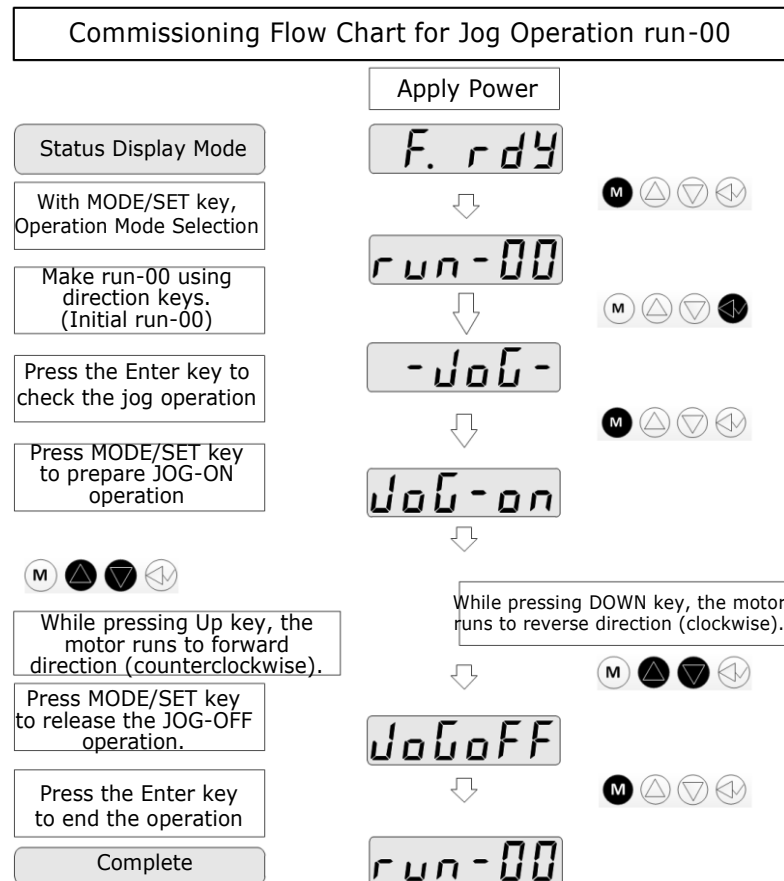 Commissioning Flow Chart for Jog Operation run-00
Apply Power
Status Display Mode
F. rdY
With MODE/SET key,
Operation Mode Selection
M
run-00
Make run-00 using
direction keys.
(Initial run-00)
M
-JoG-
Press the Enter key to
check the jog operation
M
Press MODE/SET key
to prepare JOG-ON
operation
JoG-on
M
While pressing Up key, the
motor runs to forward
direction (counterclockwise).
While pressing DOWN key, the motor
runs to reverse direction (clockwise).
M
Press MODE/SET key
to release the JOG-OFF
operation.
JoGoFF
Press the Enter key
to end the operation
M
Complete
run-00